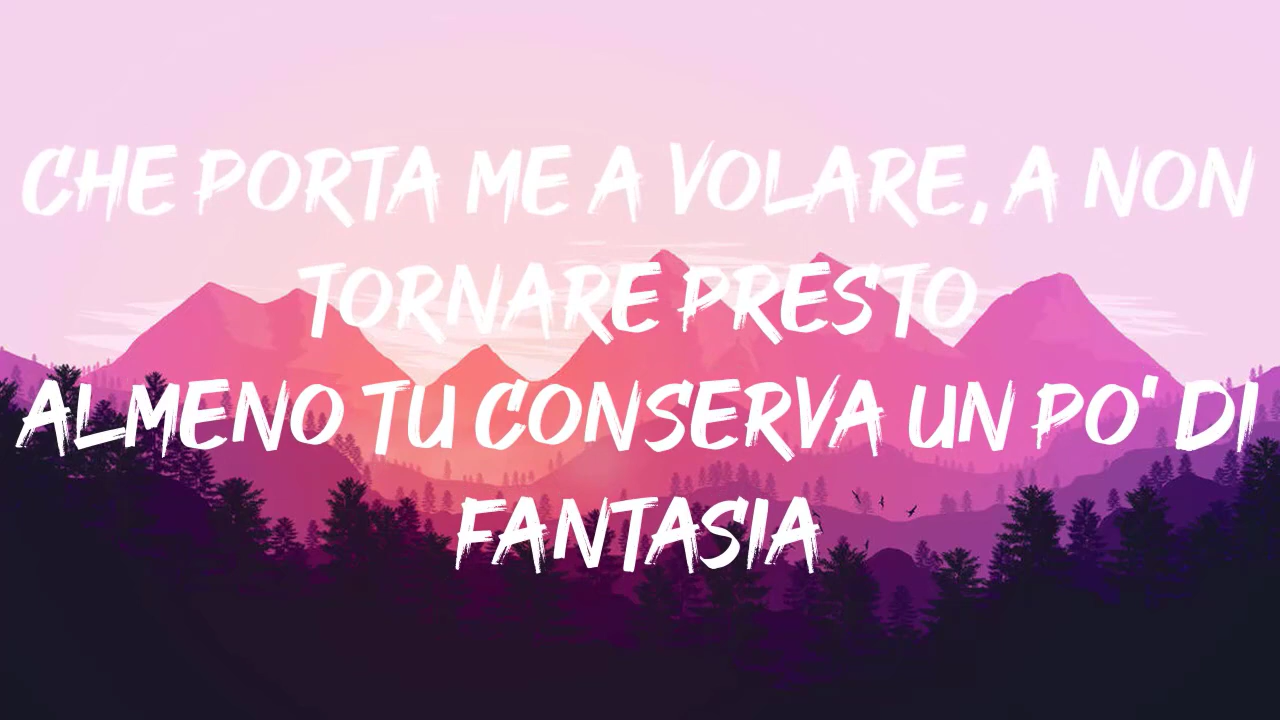 CHE PORTA ME A VOLARE, A NON
TORNARE PRESTO
ALMENO TU CONSERVA UN PO' DI
FANTASIA